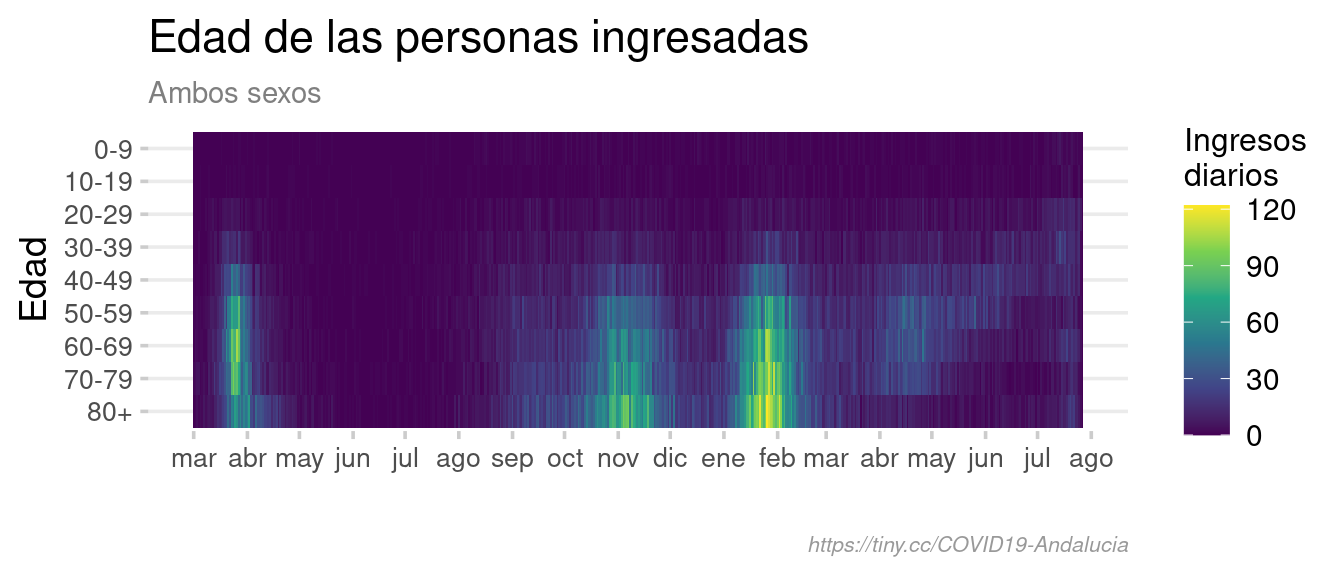 Edad de las personas ingresadas
Ambos sexos
Edad
0-9
10-19
20-29
30-39
40-49
50-59
60-69
70-79
80+
mar abr may jun jul ago sep oct nov dic ene feb mar abr may jun jul ago
Ingresos
diarios
120
90
60
30
0
https://tiny.cc/COVID19-Andalucia